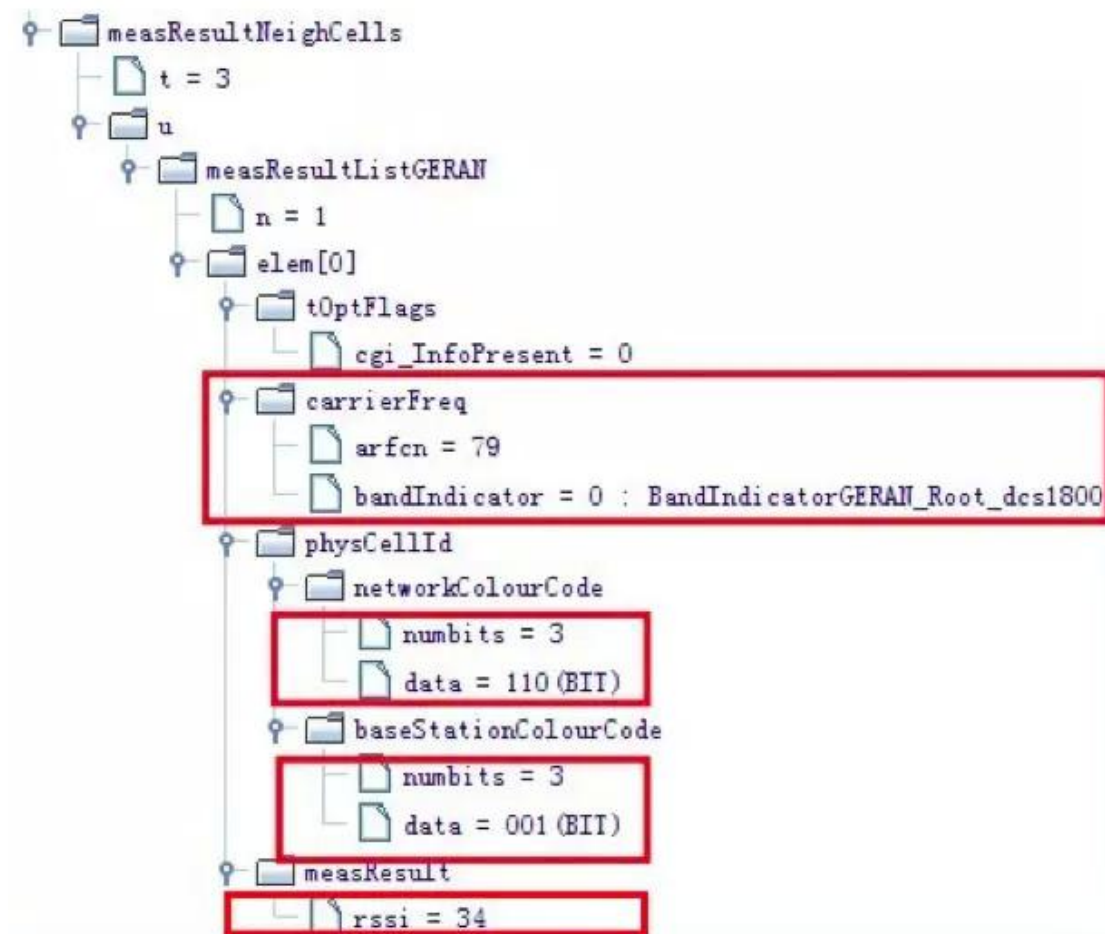 measResultNeighCells
t = 3
u
measResultListGERAN
n = 1
elem[0]
tOptFlags
cgi_InfoPresent = 0
carrierFreq
arfcn = 79
bandIndicator = 0 : BandIndicatorGERAN_Root_dcs1800
physCellId
networkColourCode
numbits = 3
data = 110(BIT)
baseStationColourCode
numbits = 3
data = 001(BIT)
measResult
rssi = 34